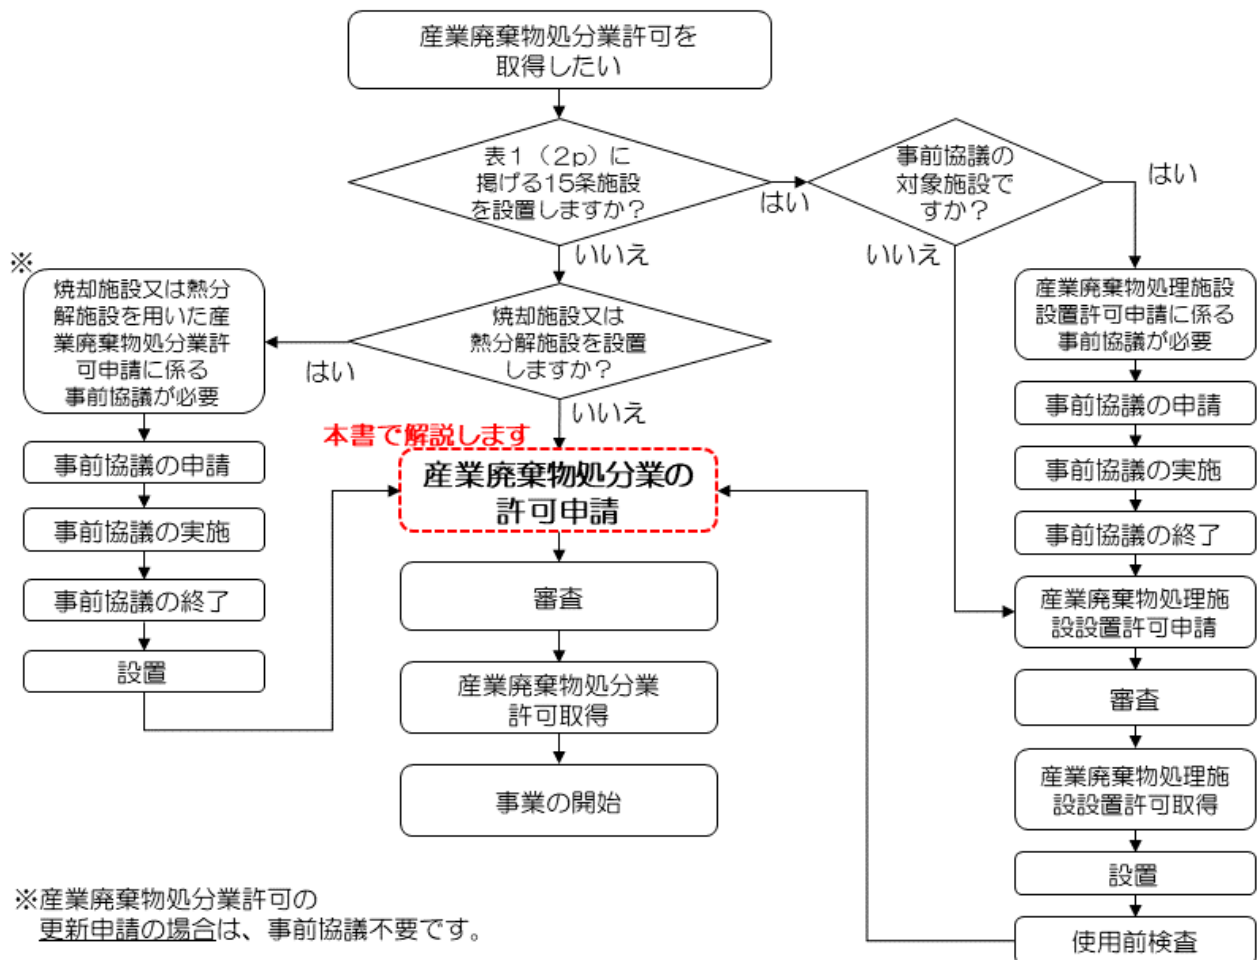 産業廃棄物処分業許可を
取得したい
表１（２p）に
掲げる15条施設
を設置しますか？
はい
いいえ
事前協議の
対象施設で
すか？
はい
いいえ
焼却施設又は
熱分解施設を設置
しますか？
はい
いいえ
※
焼却施設又は熱分
解施設を用いた産
業廃棄物処分業許
可申請に係る
事前協議が必要
事前協議の申請
事前協議の実施
事前協議の終了
設置
本書で解説します
産業廃棄物処分業の
許可申請
審査
産業廃棄物処分業
許可取得
事業の開始
産業廃棄物処理施設
設置許可申請に係る
事前協議が必要
事前協議の申請
事前協議の実施
事前協議の終了
産業廃棄物処理施
設設置許可申請
審査
産業廃棄物処理施
設設置許可取得
設置
使用前検査
※産業廃棄物処分業許可の
更新申請の場合は、事前協議不要です。